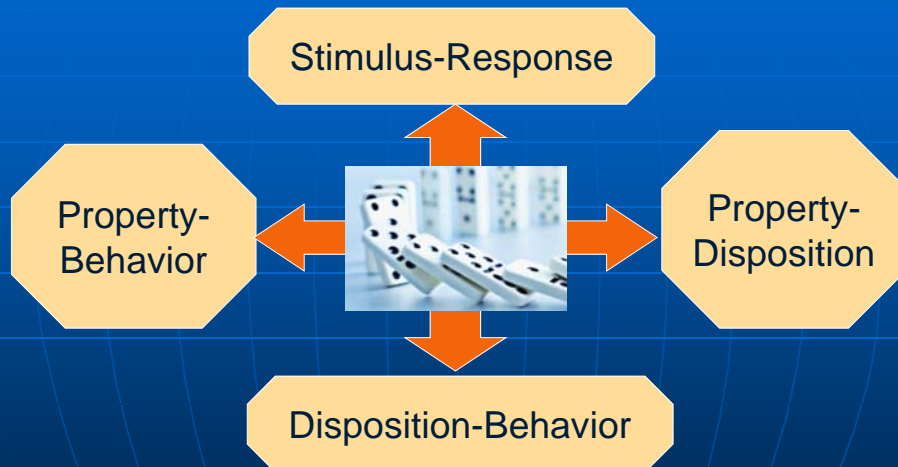 Stimulus-Response
Property-
Behavior
Property-
Disposition
Disposition-Behavior